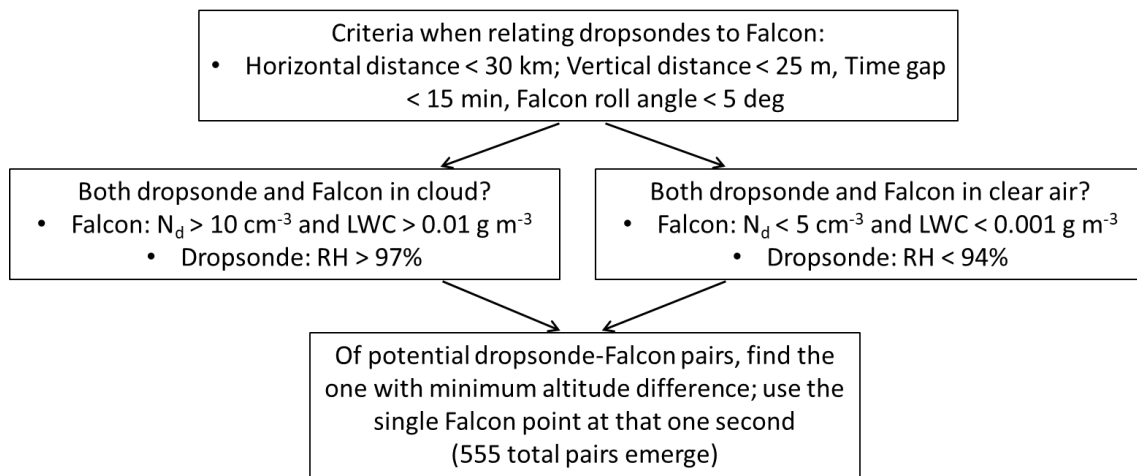 Criteria when relating dropsondes to Falcon:
• Horizontal distance < 30 km; Vertical distance < 25 m, Time gap
< 15 min, Falcon roll angle < 5 deg
Both dropsonde and Falcon in cloud?
• Falcon: N_d > 10 cm⁻³ and LWC > 0.01 g m⁻³
• Dropsonde: RH > 97%
Both dropsonde and Falcon in clear air?
• Falcon: N_d < 5 cm⁻³ and LWC < 0.001 g m⁻³
• Dropsonde: RH < 94%
Of potential dropsonde-Falcon pairs, find the
one with minimum altitude difference; use the
single Falcon point at that one second
(555 total pairs emerge)